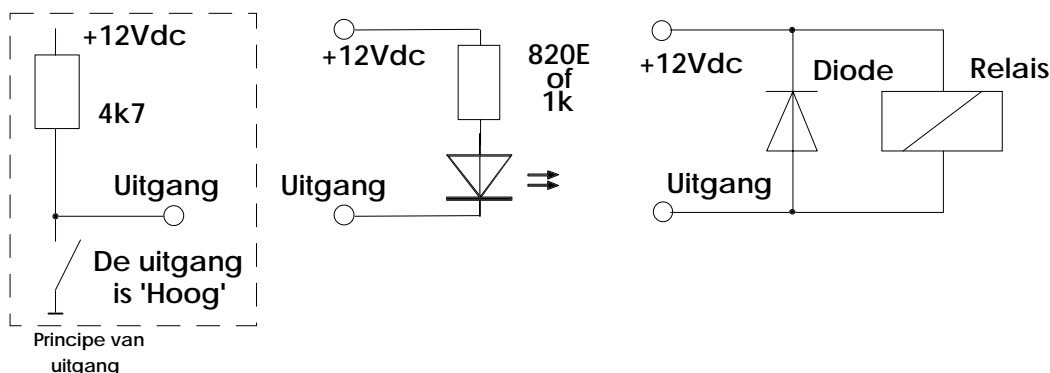 +12Vdc
4k7
Uitgang
De uitgang
is 'Hoog'
Principe van
uitgang
+12Vdc
820E
of
1k
Uitgang
+12Vdc
Diode
Relais
Uitgang